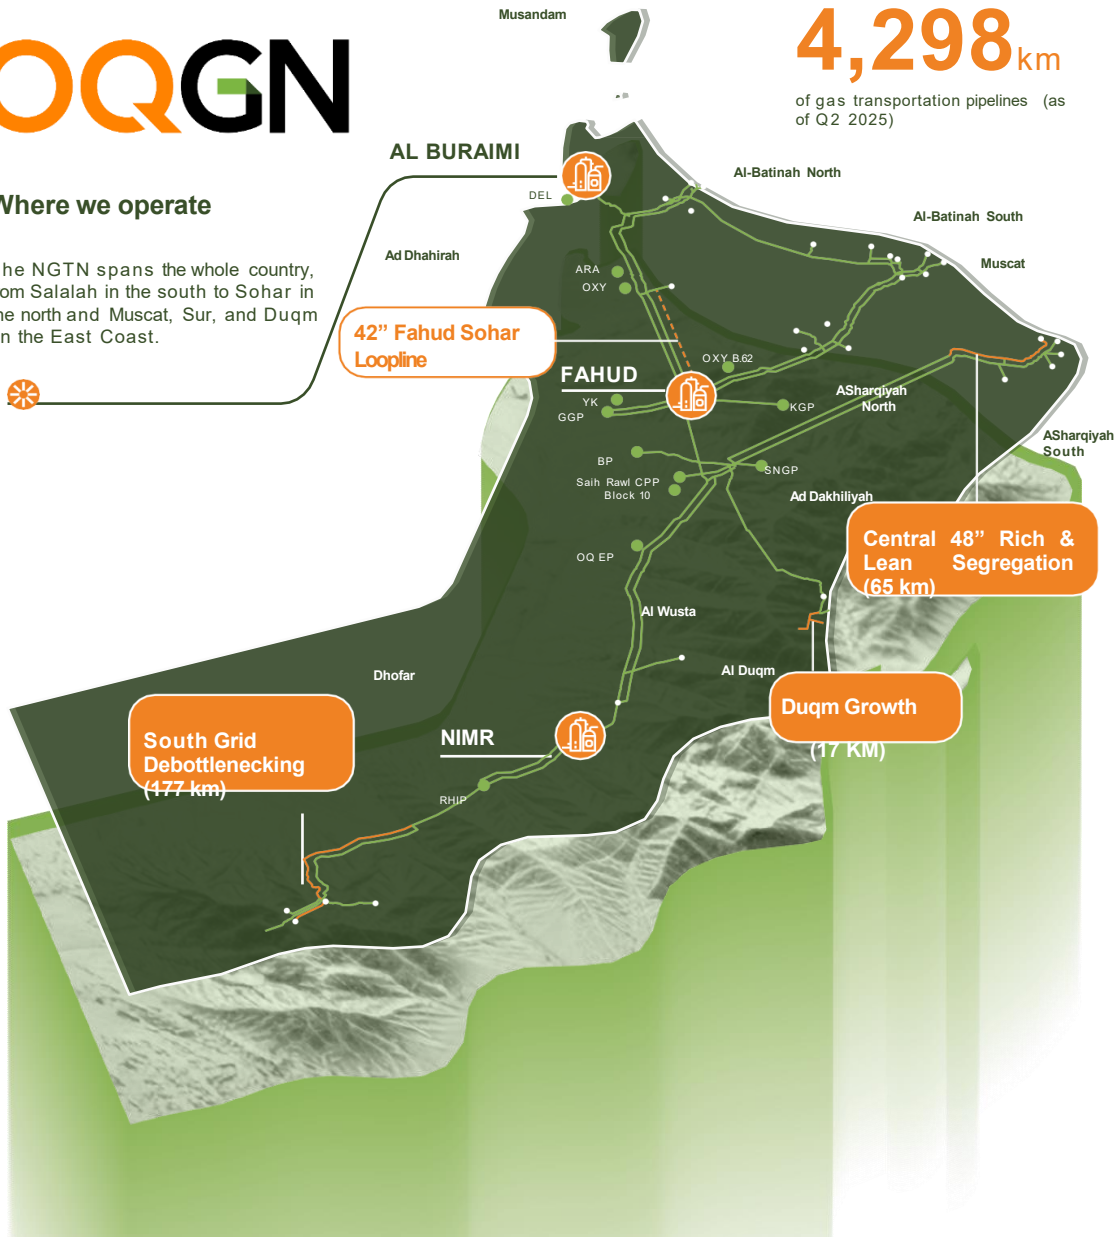 Musandam
OQGN
4,298 km
of gas transportation pipelines (as
of Q2 2025)
AL BURAIMI
Al-Batinah North
DEL
Where we operate
Al-Batinah South
Ad Dhahirah
Muscat
he NGTN spans the whole country,
om Salalah in the south to Sohar in
ne north and Muscat, Sur, and Duqm
n the East Coast.
ARA
OXY
42” Fahud Sohar
Loopline
OXY B.62
FAHUD
ASharqiyah
North
YK
GGP
KGP
ASharqiyah
South
BP
SNGP
Saih Rawl CPP
Block 10
Ad Dakhiliyah
Central 48” Rich &
Lean Segregation
(65 km)
OQ EP
Al Wusta
Dhofar
Al Duqm
Duqm Growth
(17 KM)
South Grid
Debottlenecking
(177 km)
NIMR
RHIP